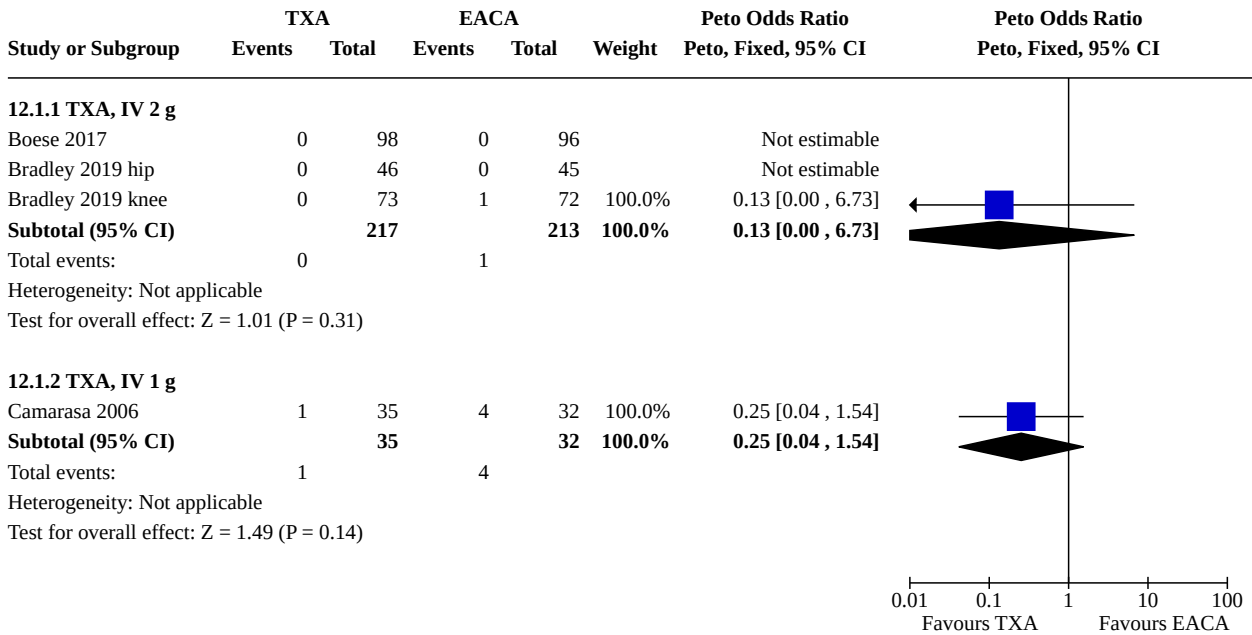 TXA EACA Peto Odds Ratio Peto Odds Ratio
Study or Subgroup Events Total Events Total Weight Peto, Fixed, 95% CI Peto, Fixed, 95% CI
12.1.1 TXA, IV 2 g
Boese 2017 0 98 0 96 Not estimable
Bradley 2019 hip 0 46 0 45 Not estimable
Bradley 2019 knee 0 73 1 72 100.0% 0.13 [0.00 , 6.73]
Subtotal (95% CI) 217 213 100.0% 0.13 [0.00 , 6.73]
Total events: 0 1
Heterogeneity: Not applicable
Test for overall effect: Z = 1.01 (P = 0.31)
12.1.2 TXA, IV 1 g
Camarasa 2006 1 35 4 32 100.0% 0.25 [0.04 , 1.54]
Subtotal (95% CI) 35 32 100.0% 0.25 [0.04 , 1.54]
Total events: 1 4
Heterogeneity: Not applicable
Test for overall effect: Z = 1.49 (P = 0.14)
0.01 0.1 1 10 100
Favours TXA Favours EACA